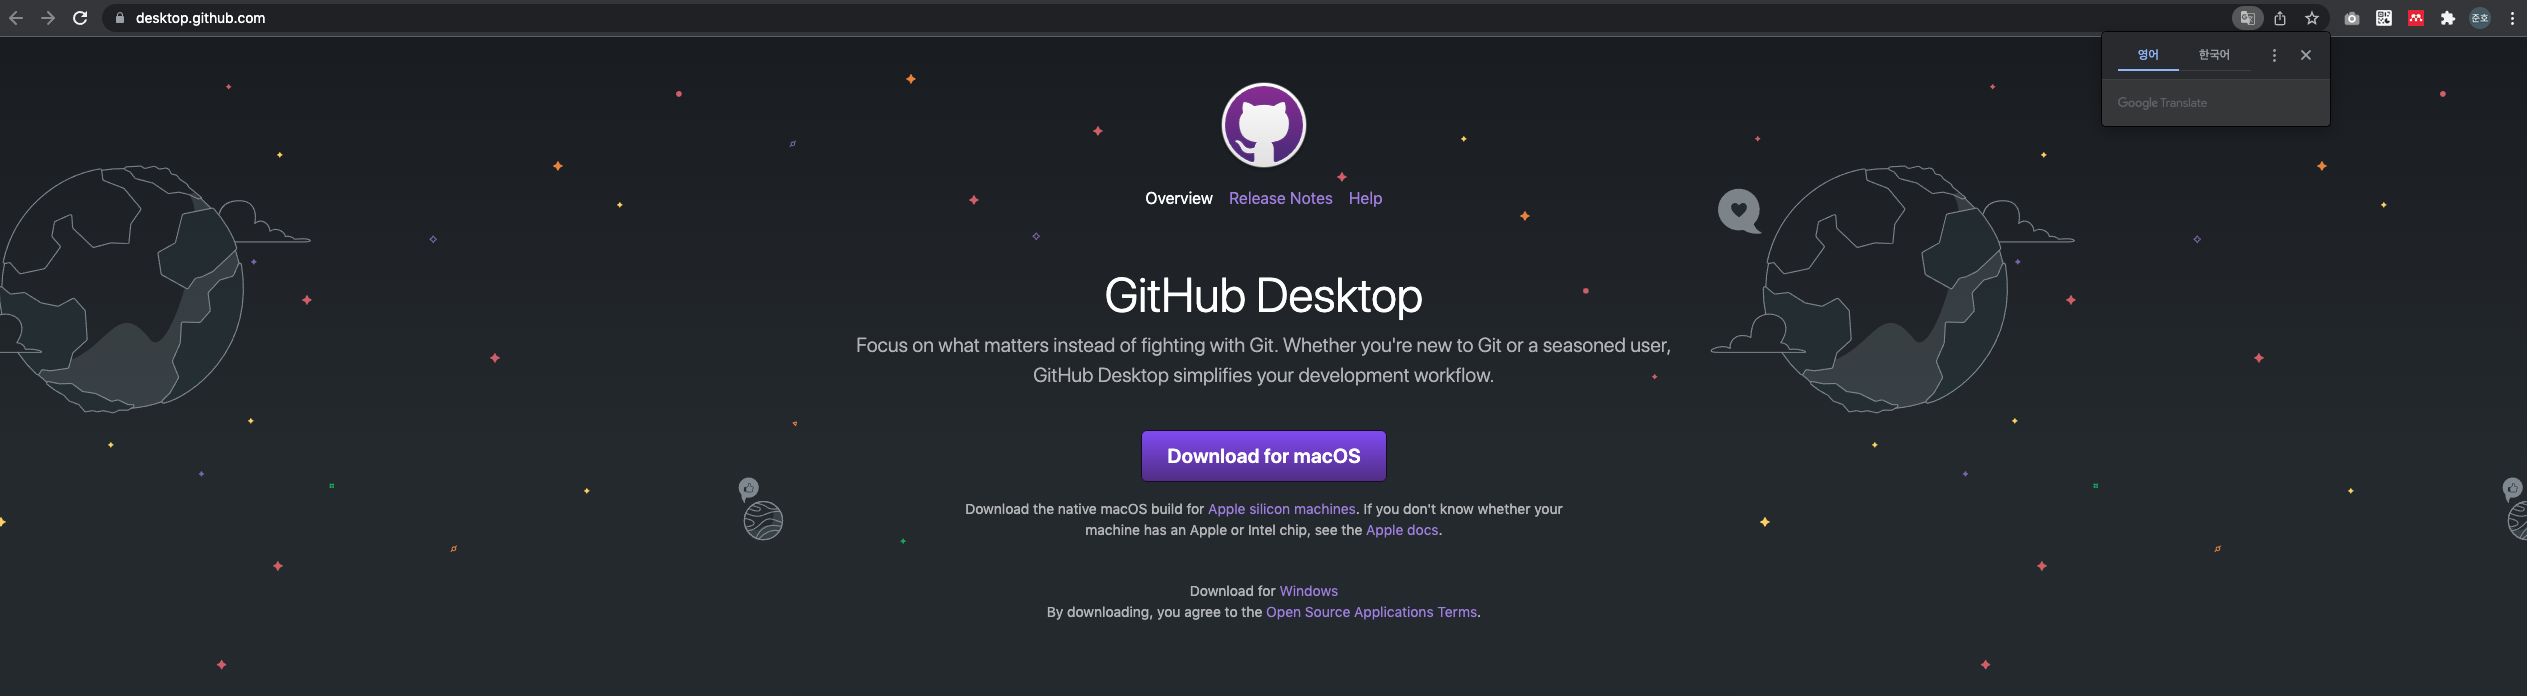 desktop.github.com
준호
영어 한국어
Google Translate
Overview Release Notes Help
GitHub Desktop
Focus on what matters instead of fighting with Git. Whether you're new to Git or a seasoned user,
GitHub Desktop simplifies your development workflow.
Download for macOS
Download the native macOS build for Apple silicon machines. If you don't know whether your
machine has an Apple or Intel chip, see the Apple docs.
Download for Windows
By downloading, you agree to the Open Source Applications Terms.